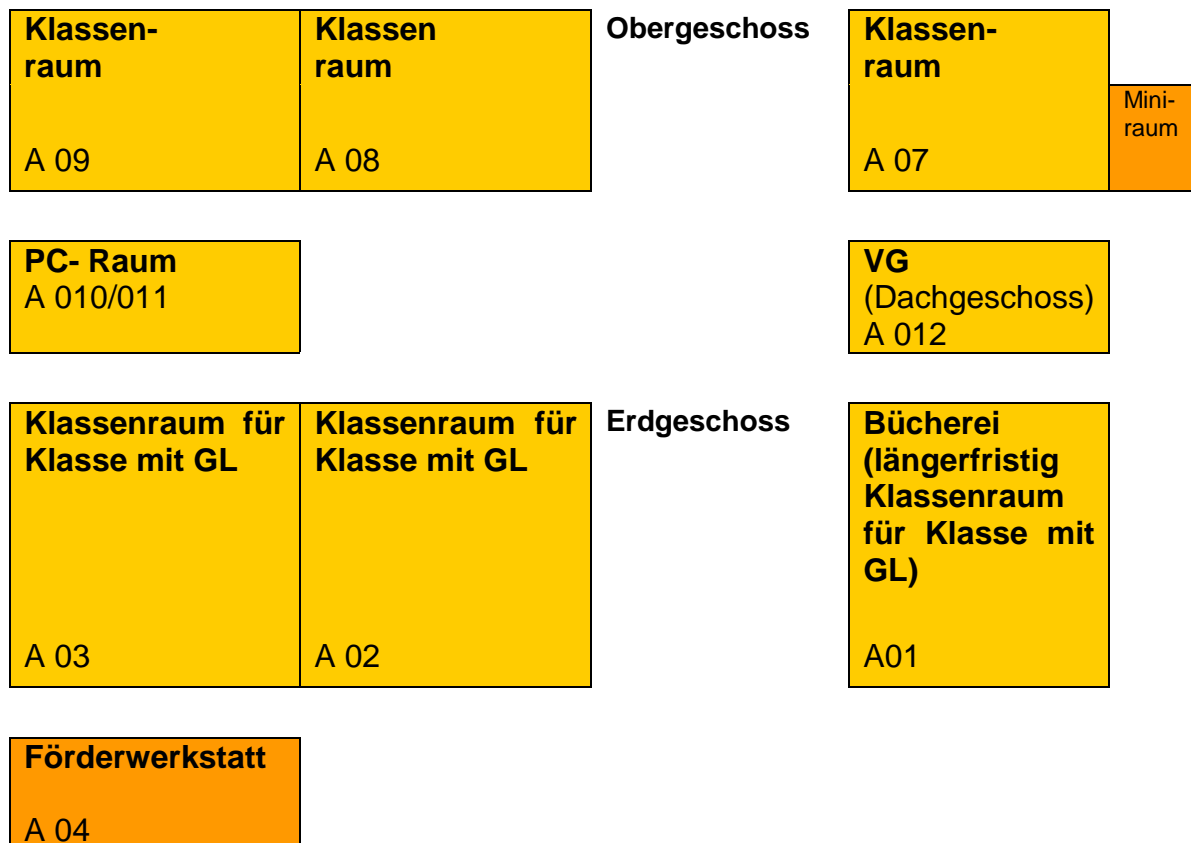 Klassen-
raum
A 09
Klassen
raum
A 08
Obergeschoss
Klassen-
raum
A 07
Mini-
raum
PC- Raum
A 010/011
VG
(Dachgeschoss)
A 012
Klassenraum für
Klasse mit GL
A 03
Klassenraum für
Klasse mit GL
A 02
Erdgeschoss
Bücherei
(längerfristig
Klassenraum
für Klasse mit
GL)
A01
Förderwerkstatt
A 04